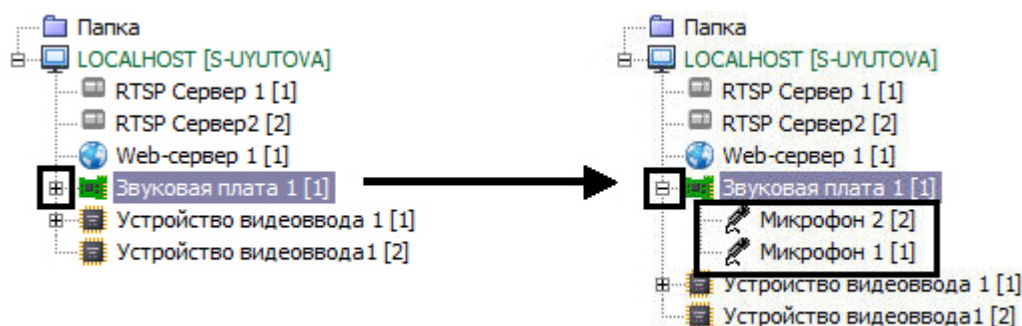 Папка
LOCALHOST [S-UYUTOVA]
RTSP Сервер 1 [1]
RTSP Сервер2 [2]
Web-сервер 1 [1]
Звуковая плата 1 [1]
Устройство видеоввода 1 [1]
Устройство видеоввода1 [2]
Папка
LOCALHOST [S-UYUTOVA]
RTSP Сервер 1 [1]
RTSP Сервер2 [2]
Web-сервер 1 [1]
Звуковая плата 1 [1]
Микрофон 2 [2]
Микрофон 1 [1]
Устройство видеоввода 1 [1]
Устройство видеоввода1 [2]